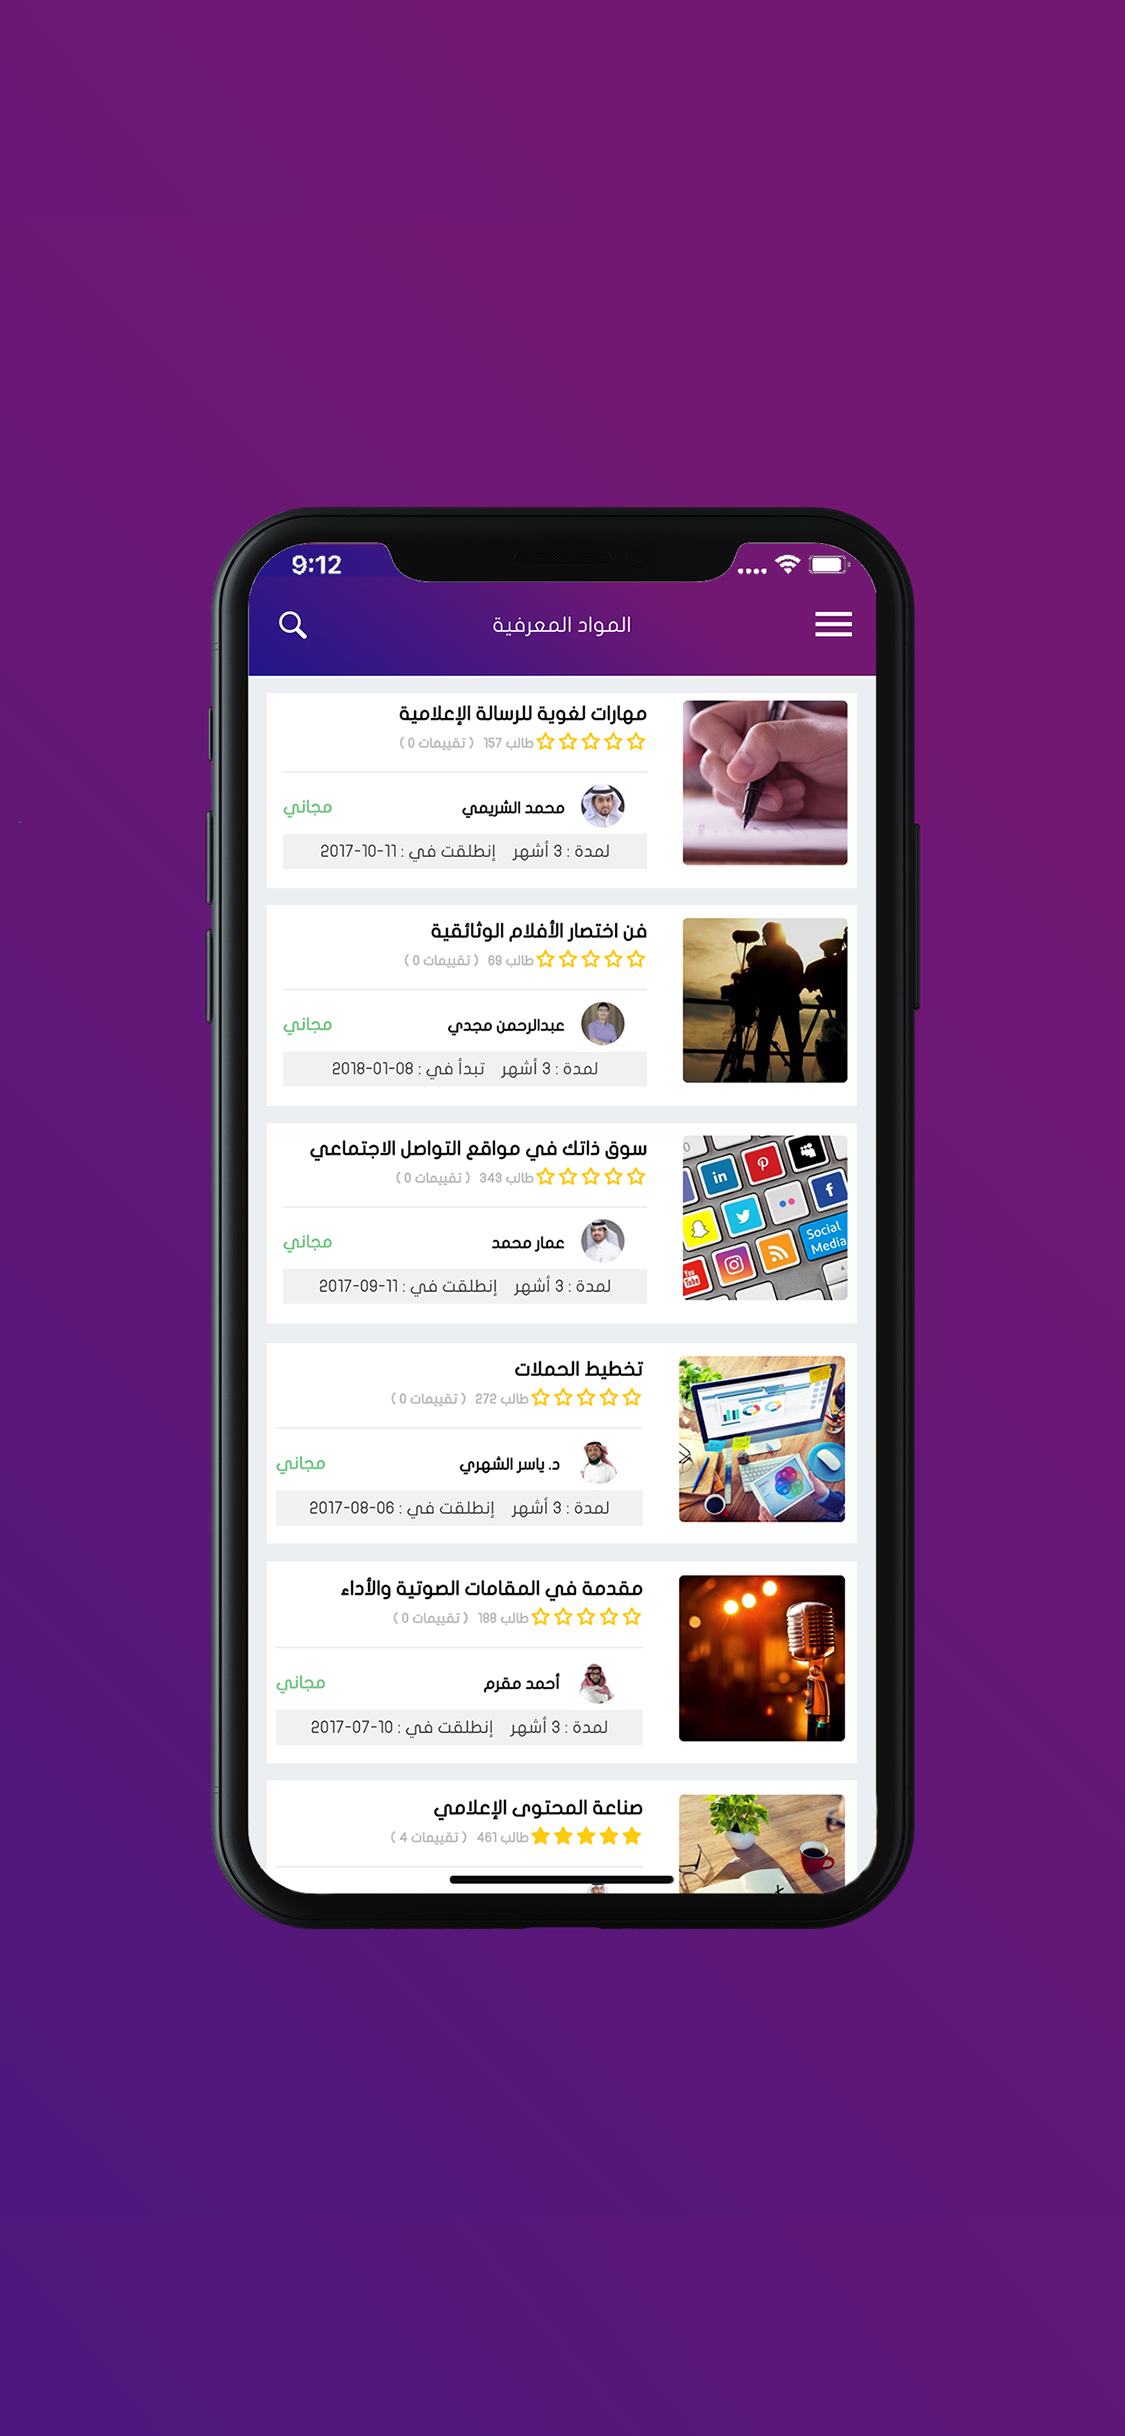 9:12
المواد المعرفية
مهارات لغوية للرسالة الإعلامية
طالب 157 ( تقييمات 0 )
محمد الشريمي
مجاني
لمدة : 3 أشهر إنطلقت في : 11-10-2017
فن اختصار الأفلام الوثائقية
طالب 69 ( تقييمات 0 )
عبدالرحمن مجدي
مجاني
لمدة : 3 أشهر تبدأ في : 08-01-2018
سوق ذاتك في مواقع التواصل الاجتماعي
طالب 343 ( تقييمات 0 )
عمار محمد
مجاني
لمدة : 3 أشهر إنطلقت في : 11-09-2017
in
f
Social
Media
You
Tube
تخطيط الحملات
طالب 272 ( تقييمات 0 )
د. ياسر الشهري
مجاني
لمدة : 3 أشهر إنطلقت في : 06-08-2017
مقدمة في المقامات الصوتية والأداء
طالب 188 ( تقييمات 0 )
أحمد مقرم
مجاني
لمدة : 3 أشهر إنطلقت في : 10-07-2017
صناعة المحتوى الإعلامي
طالب 461 ( تقييمات 4 )